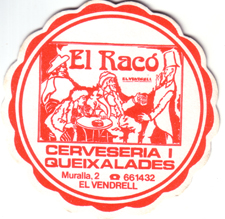 El Racó
EL VENDRELL
CERVESERIA I
QUEIXALADES
Muralla, 2 ☎ 661432
EL VENDRELL